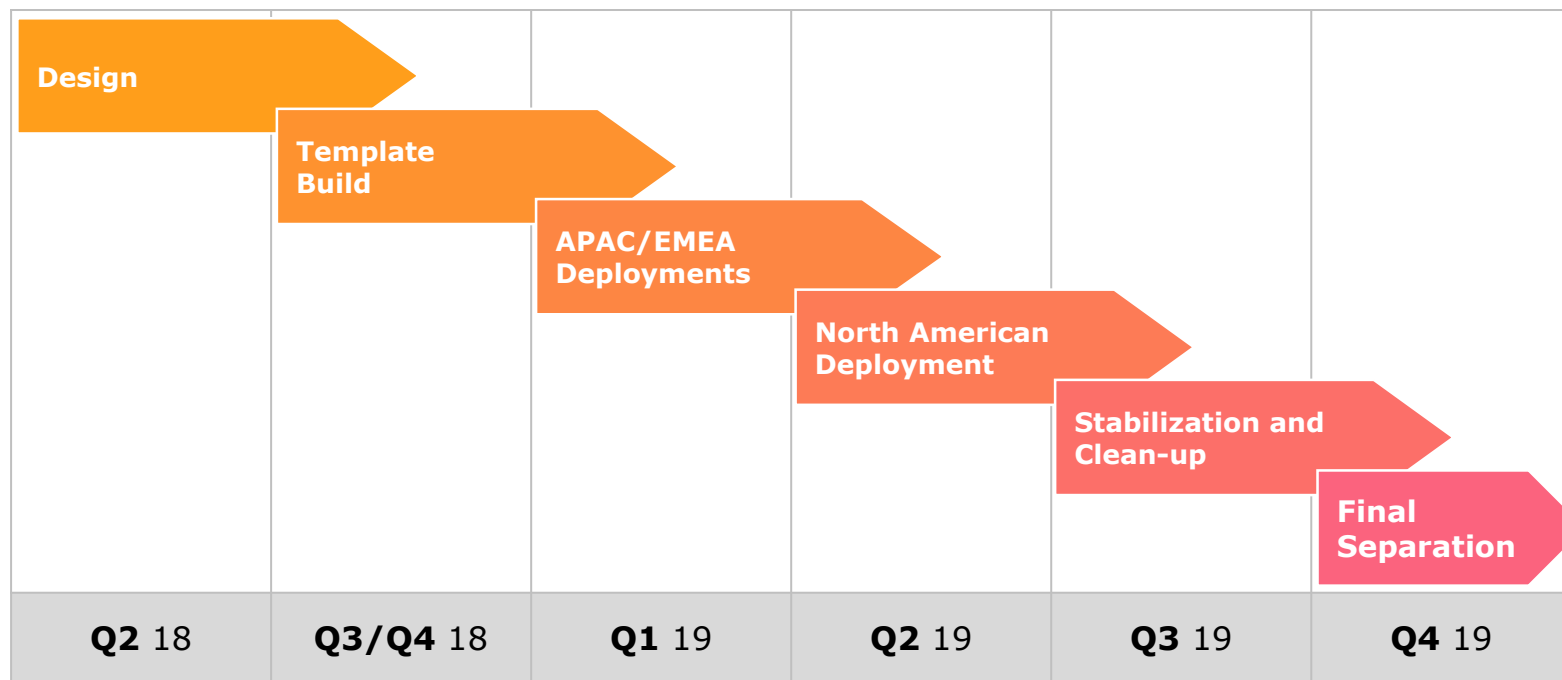 Design
Template
Build
APAC/EMEA
Deployments
North American
Deployment
Stabilization and
Clean-up
Final
Separation
Q2 18
Q3/Q4 18
Q1 19
Q2 19
Q3 19
Q4 19